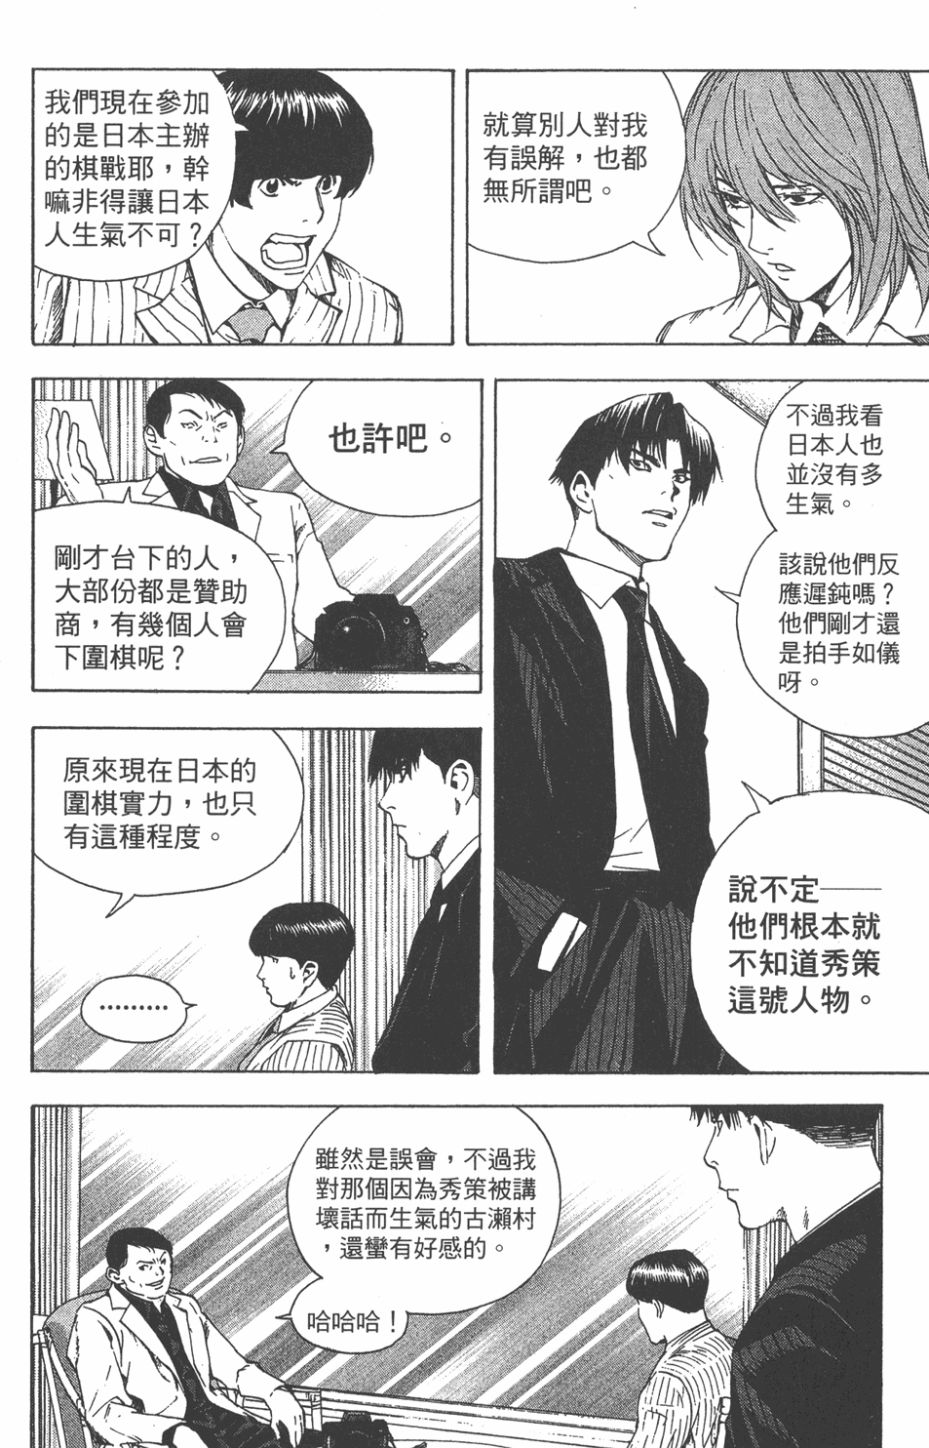 就算別人對我
有誤解，也都
無所謂吧。
我們現在參加
的是日本主辦
的棋戰耶，幹
嘛非得讓日本
人生氣不可？
不過我看
日本人也
並沒有多
生氣。
該說他們反
應遲鈍嗎？
他們剛才還
是拍手如儀
呀。
說不定——
他們根本就
不知道秀策
這號人物。
也許吧。
剛才台下的人，
大部份都是贊助
商，有幾個人會
下圍棋呢？
原來現在日本的
圍棋實力，也只
有這種程度。
………
雖然是誤會，不過我
對那個因為秀策被講
壞話而生氣的古瀨村
，還蠻有好感的。
哈哈哈！